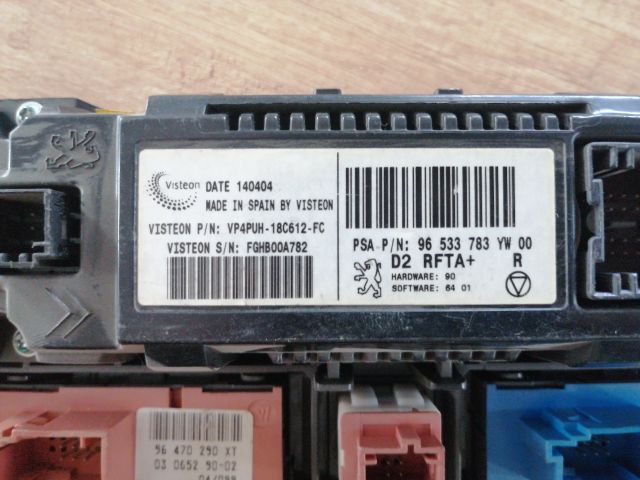 Visteon DATE 140404
MADE IN SPAIN BY VISTEON
VISTEON P/N: VP4PUH-18C612-FC
VISTEON S/N: FGHB00A782
PSA P/N: 96 533 783 YW 00
D2 RFTA+ R
HARDWARE: 90
SOFTWARE: 64 01
96 470 290 XT
03 0652 90-02